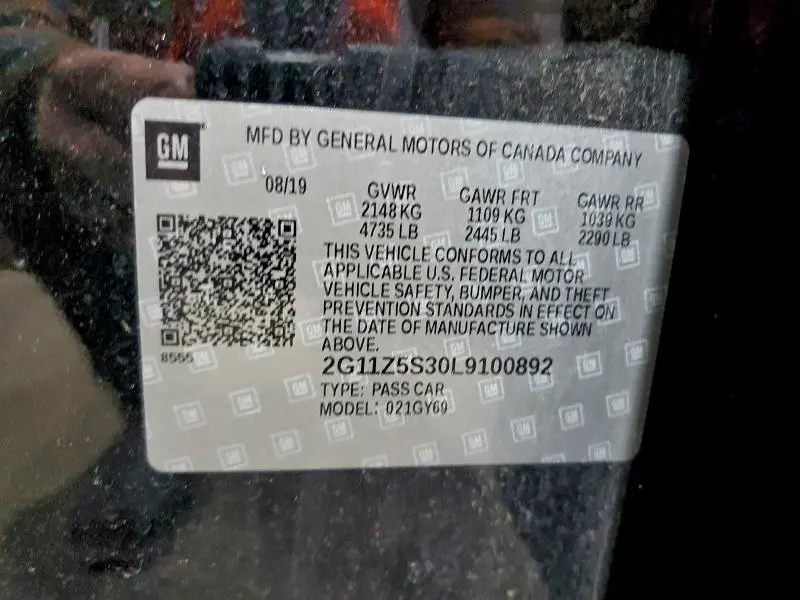 GM
MFD BY GENERAL MOTORS OF CANADA COMPANY
08/19
GVWR GAWR FRT GAWR RR
2148 KG 1109 KG 1039 KG
4735 LB 2445 LB 2290 LB
THIS VEHICLE CONFORMS TO ALL
APPLICABLE U.S. FEDERAL MOTOR
VEHICLE SAFETY, BUMPER, AND THEFT
PREVENTION STANDARDS IN EFFECT ON
THE DATE OF MANUFACTURE SHOWN
ABOVE.
8555
2G11Z5S30L9100892
TYPE: PASS CAR
MODEL: 021GY69